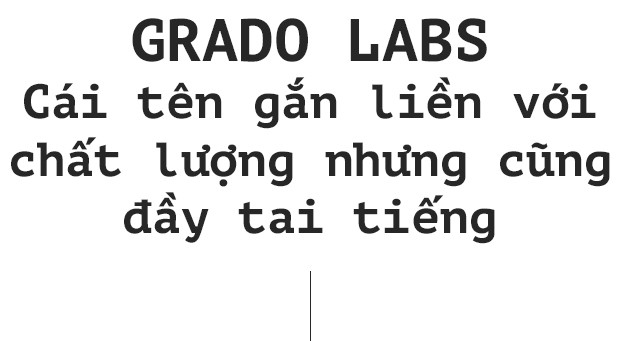 GRADO LABS
Cái tên gắn liền với
chất lượng nhưng cũng
đầy tai tiếng